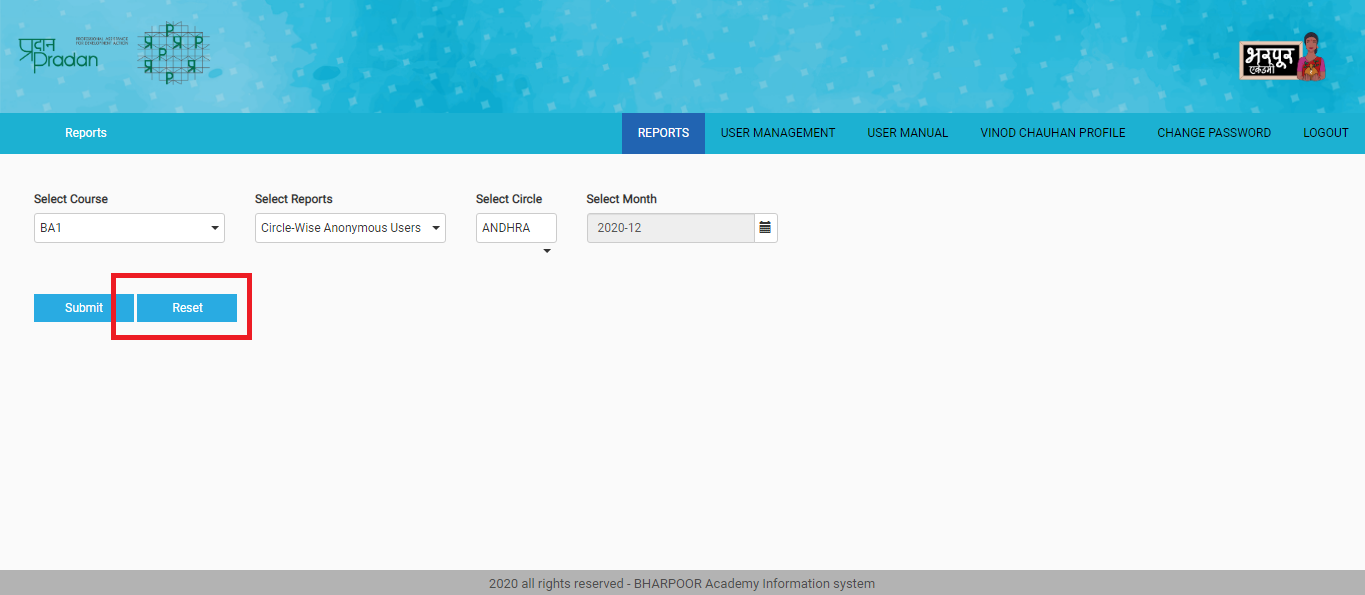 प्रदान
Pradan
PROFESSIONAL ASSISTANCE
FOR DEVELOPMENT ACTION
P
P
P
P
भरपूर
एकेडमी
Reports
REPORTS
USER MANAGEMENT
USER MANUAL
VINOD CHAUHAN PROFILE
CHANGE PASSWORD
LOGOUT
Select Course
Select Reports
Select Circle
Select Month
BA1
Circle-Wise Anonymous Users
ANDHRA
2020-12
Submit
Reset
2020 all rights reserved - BHARPOOR Academy Information system